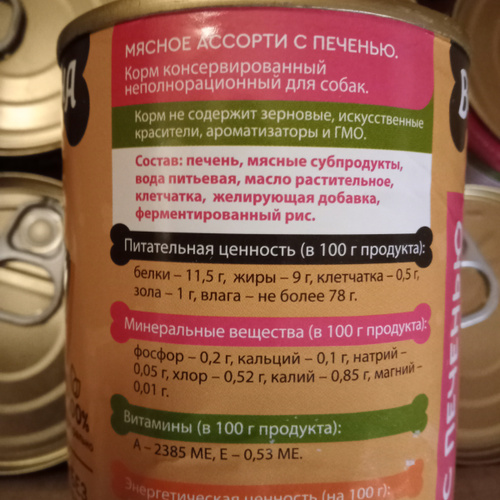 МЯСНОЕ АССОРТИ С ПЕЧЕНЬЮ.
Корм консервированный
неполнорационный для собак.
Корм не содержит зерновые, искусственные
красители, ароматизаторы и ГМО.
Состав: печень, мясные субпродукты,
вода питьевая, масло растительное,
клетчатка, желирующая добавка,
ферментированный рис.
Питательная ценность (в 100 г продукта):
белки – 11,5 г, жиры – 9 г, клетчатка – 0,5 г,
зола – 1 г, влага – не более 78 г.
Минеральные вещества (в 100 г продукта):
фосфор – 0,2 г, кальций – 0,1 г, натрий –
0,05 г, хлор – 0,52 г, калий – 0,85 г, магний –
0,01 г.
Витамины (в 100 г продукта):
А – 2385 МЕ, Е – 0,53 МЕ.
Энергетическая ценность (на 100 г):
С ПЕЧЕНЬЮ